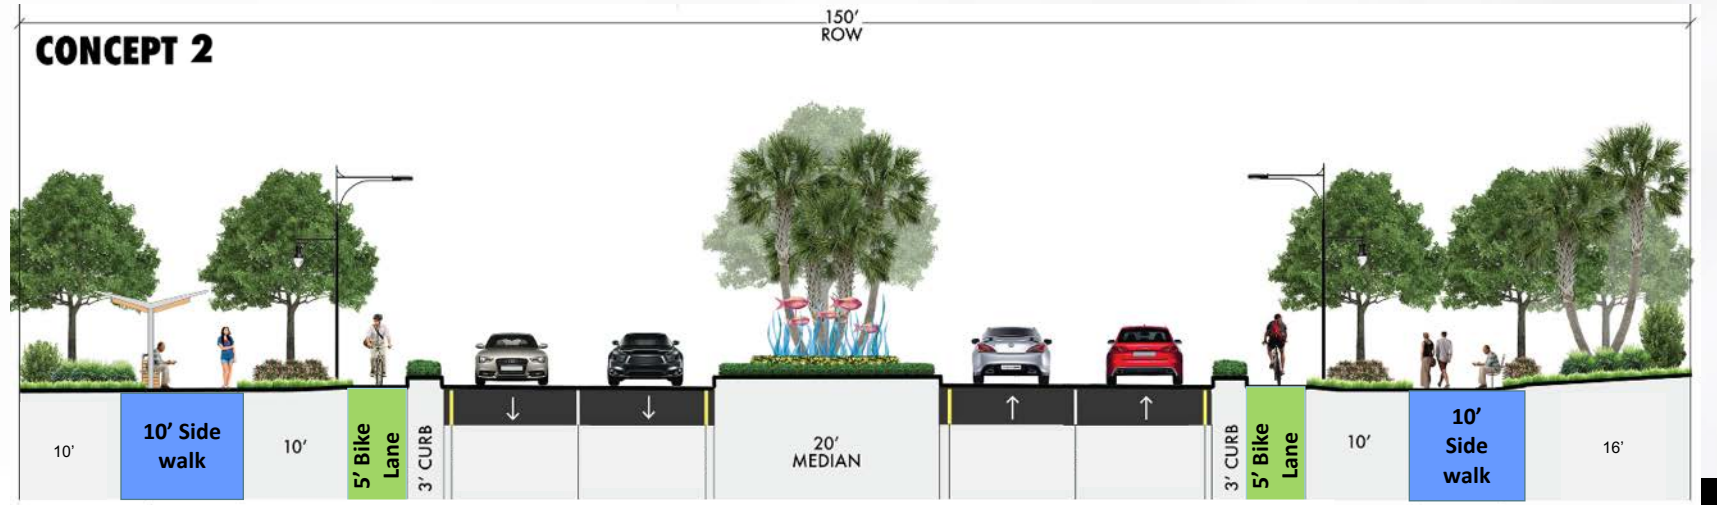 150'
ROW
CONCEPT 2
10'
10' Side
walk
10'
5' Bike
Lane
3' CURB
20'
MEDIAN
3' CURB
5' Bike
Lane
10'
10'
Side
walk
16'